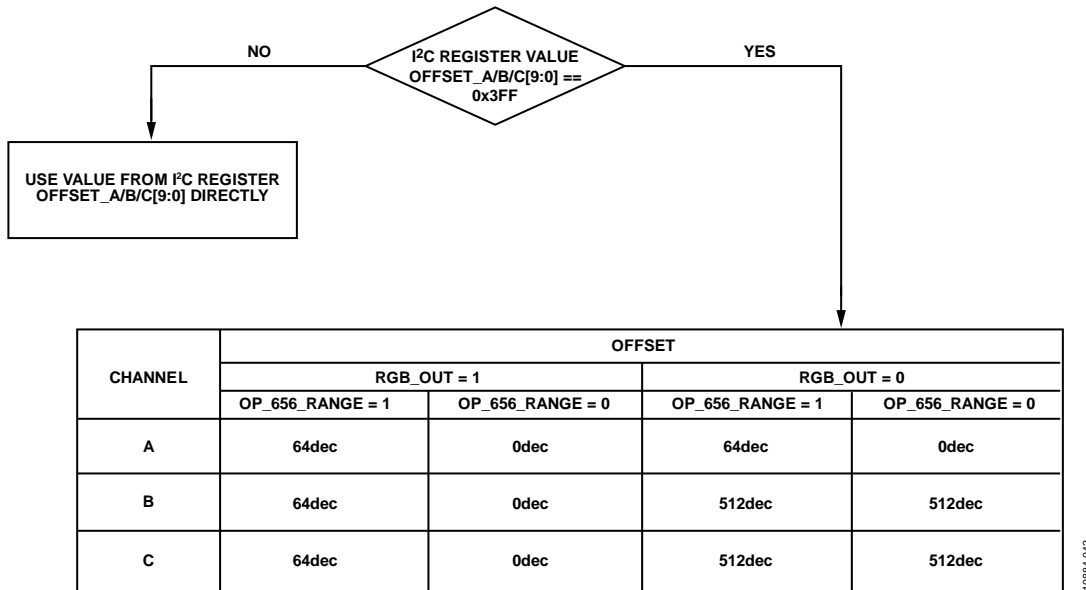 NO
I²C REGISTER VALUE
OFFSET_A/B/C[9:0] ==
0x3FF
YES
USE VALUE FROM I²C REGISTER
OFFSET_A/B/C[9:0] DIRECTLY
CHANNEL
OFFSET
RGB_OUT = 1 RGB_OUT = 0
OP_656_RANGE = 1 OP_656_RANGE = 0 OP_656_RANGE = 1 OP_656_RANGE = 0
A 64dec 0dec 64dec 0dec
B 64dec 0dec 512dec 512dec
C 64dec 0dec 512dec 512dec